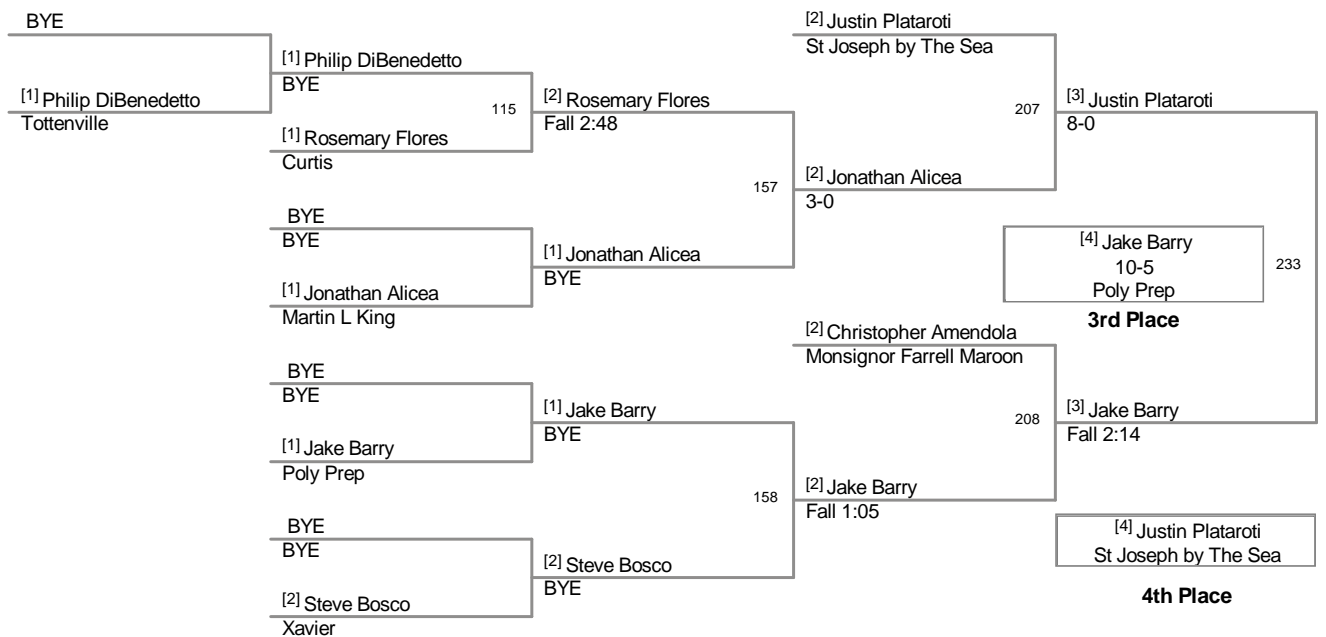 BYE
[1] Philip DiBenedetto
Tottenville
[1] Philip DiBenedetto
BYE
115
[1] Rosemary Flores
Curtis
[2] Rosemary Flores
Fall 2:48
BYE
BYE
[1] Jonathan Alicea
Martin L King
[1] Jonathan Alicea
BYE
157
[2] Justin Plataroti
St Joseph by The Sea
207
[2] Jonathan Alicea
3-0
[3] Justin Plataroti
8-0
[4] Jake Barry
10-5
Poly Prep
3rd Place
233
BYE
BYE
[1] Jake Barry
Poly Prep
[1] Jake Barry
BYE
158
BYE
BYE
[2] Steve Bosco
Xavier
[2] Steve Bosco
BYE
[2] Christopher Amendola
Monsignor Farrell Maroon
208
[2] Jake Barry
Fall 1:05
[3] Jake Barry
Fall 2:14
[4] Justin Plataroti
St Joseph by The Sea
4th Place